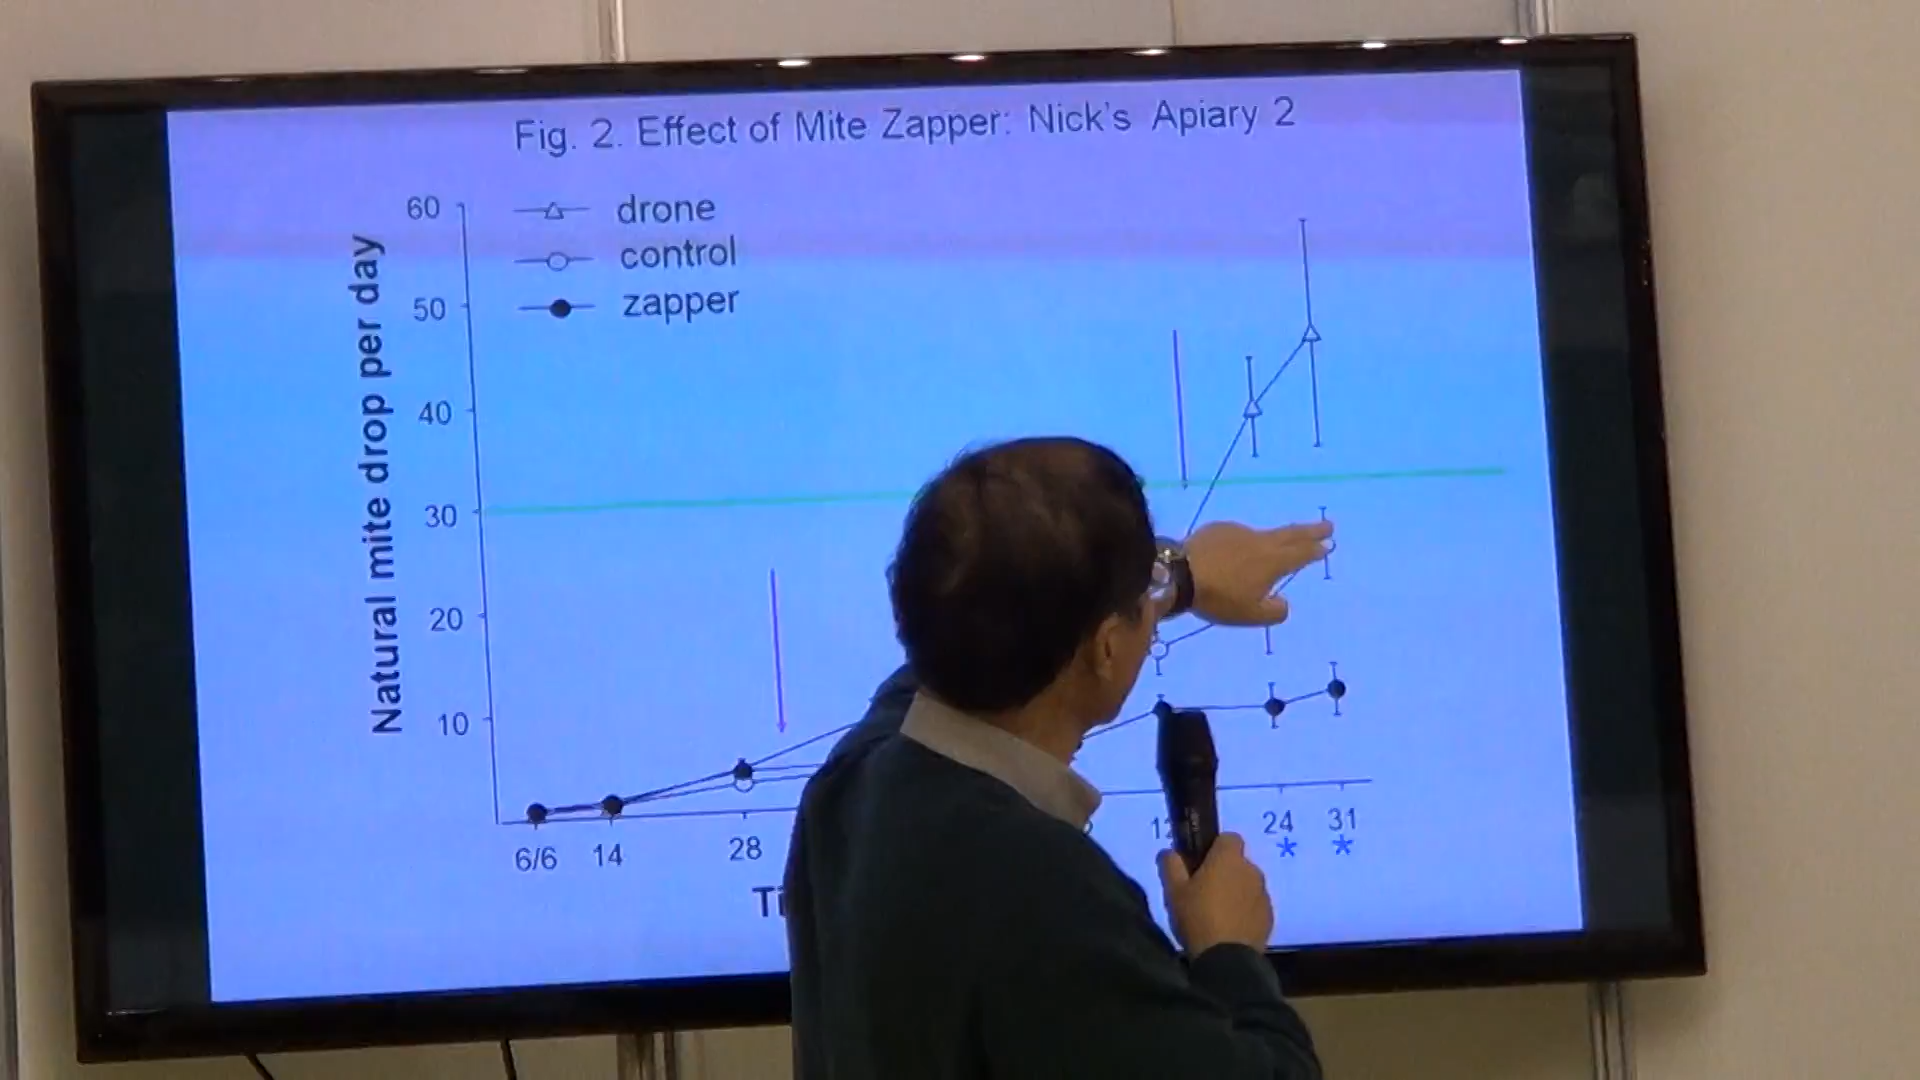 Fig. 2. Effect of Mite Zapper: Nick's Apiary 2
drone
control
zapper
Natural mite drop per day
60
50
40
30
20
10
6/6 14 28 24 31
* *